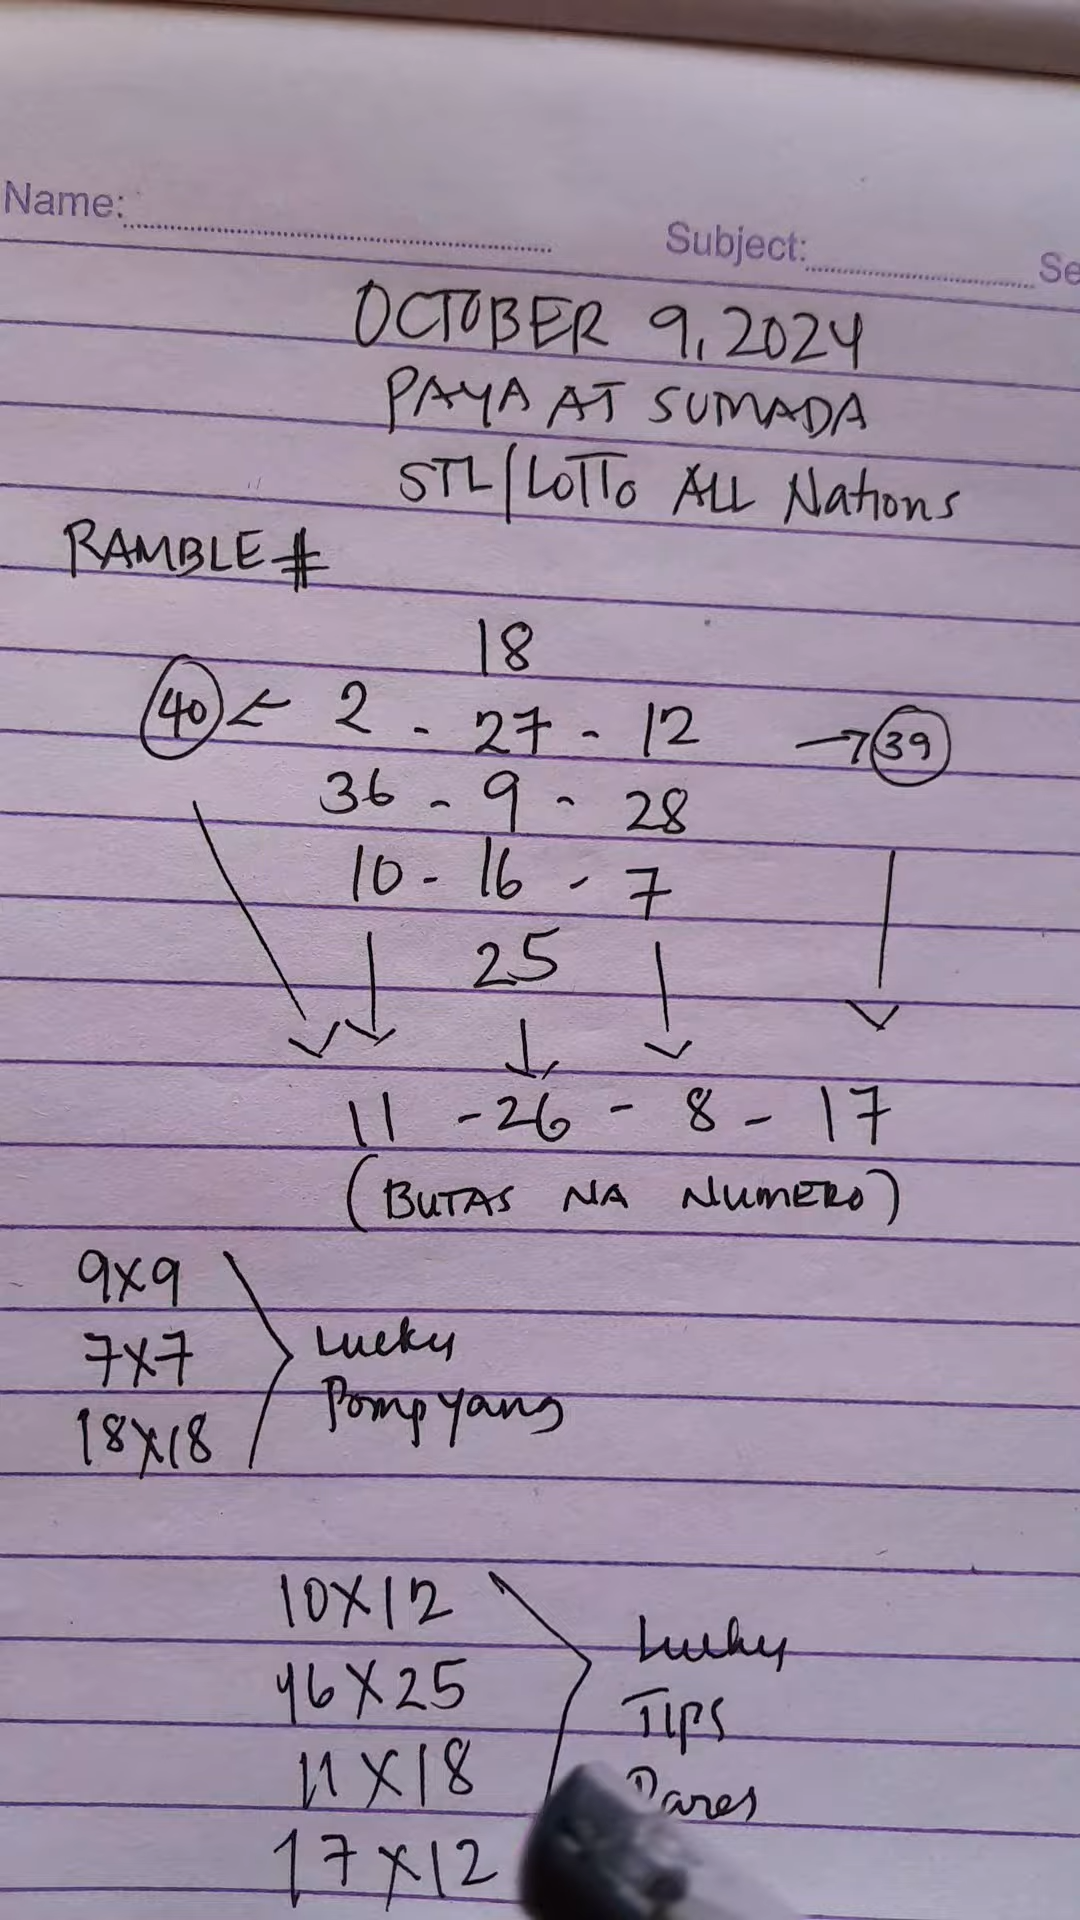 Name:
Subject:
Se
OCTOBER 9, 2024
PAYA AT SUMADA
STL/LOTTO ALL Nations
RAMBLE #
18
40 ← 2 - 27 - 12 → 39
36 - 9 - 28
10 - 16 - 7
25
11 - 26 - 8 - 17
(BUTAS NA NUMERO)
9X9
7X7
18X18
Lucky
Pompyang
10X12
16X25
11X18
17X12
Lucky
TIPS
Pares